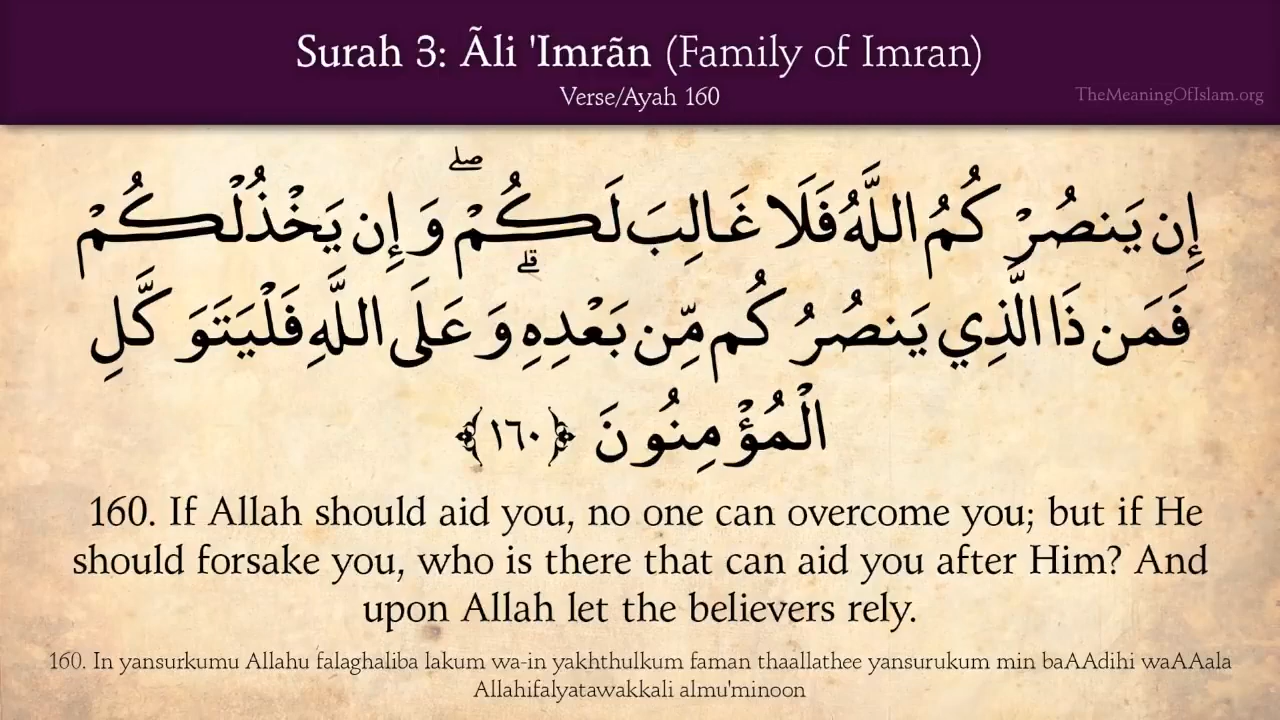 Surah 3: Ãli 'Imrãn (Family of Imran)
Verse/Ayah 160
TheMeaningOfIslam.org
إِن يَنصُرْكُمُ اللَّهُ فَلَا غَالِبَ لَكُمْ ۖ وَإِن يَخْذُلْكُمْ
فَمَن ذَا الَّذِي يَنصُرُكُم مِّن بَعْدِهِ ۗ وَعَلَى اللَّهِ فَلْيَتَوَكَّلِ
الْمُؤْمِنُونَ ﴿١٦٠﴾
160. If Allah should aid you, no one can overcome you; but if He
should forsake you, who is there that can aid you after Him? And
upon Allah let the believers rely.
160. In yansurkumu Allahu falaghaliba lakum wa-in yakhthulkum faman thaallathee yansurukum min baAAdihi waAAala
Allahifalyatawakkali almu'minoon